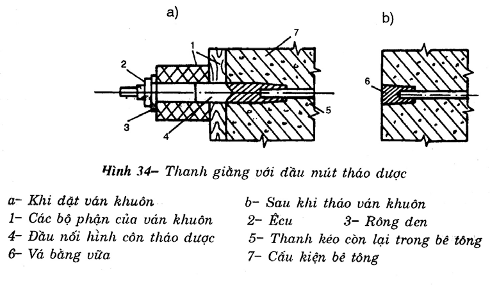 a)
b)
1
7
2
6
3
4
5
Hình 34- Thanh giằng với đầu mút tháo được
a- Khi đặt ván khuôn
b- Sau khi tháo ván khuôn
1- Các bộ phận của ván khuôn
2- Êcu
3- Rông đen
4- Đầu nối hình côn tháo được
5- Thanh kéo còn lại trong bê tông
6- Vá bằng vữa
7- Cấu kiện bê tông